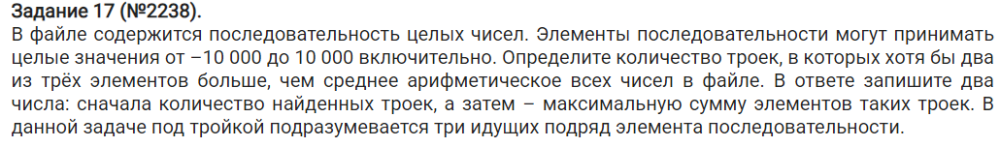 Задание 17 (№2238).
В файле содержится последовательность целых чисел. Элементы последовательности могут принимать
целые значения от –10 000 до 10 000 включительно. Определите количество троек, в которых хотя бы два
из трёх элементов больше, чем среднее арифметическое всех чисел в файле. В ответе запишите два
числа: сначала количество найденных троек, а затем – максимальную сумму элементов таких троек. В
данной задаче под тройкой подразумевается три идущих подряд элемента последовательности.